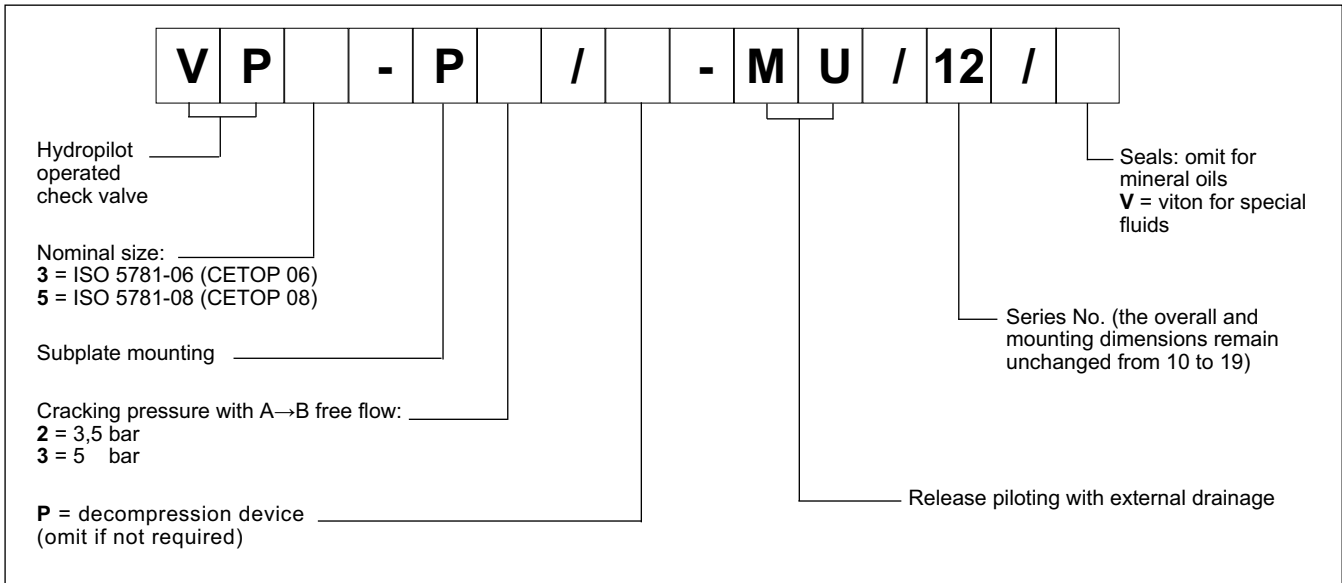 V P - P / - M U / 12 /
Hydropilot
operated
check valve
Nominal size:
3 = ISO 5781-06 (CETOP 06)
5 = ISO 5781-08 (CETOP 08)
Subplate mounting
Cracking pressure with A→B free flow:
2 = 3,5 bar
3 = 5 bar
P = decompression device
(omit if not required)
Seals: omit for
mineral oils
V = viton for special
fluids
Series No. (the overall and
mounting dimensions remain
unchanged from 10 to 19)
Release piloting with external drainage